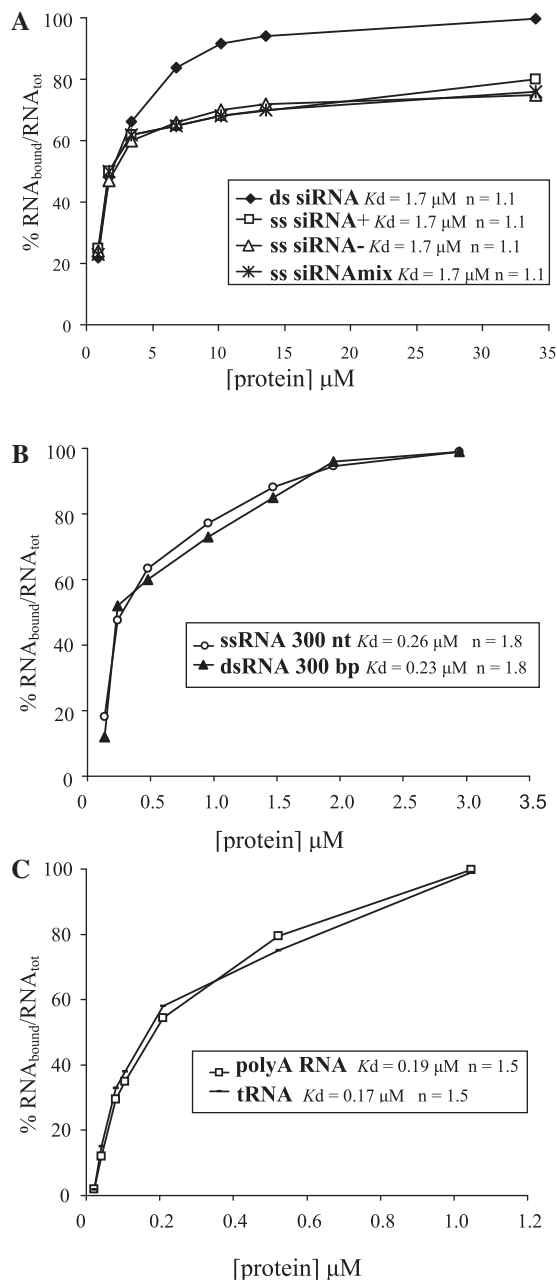 A
% RNAbound/RNAtot
100
80
60
40
20
0
ds siRNA Kd = 1.7 µM n = 1.1
ss siRNA+ Kd = 1.7 µM n = 1.1
ss siRNA- Kd = 1.7 µM n = 1.1
ss siRNAmix Kd = 1.7 µM n = 1.1
0 5 10 15 20 25 30 35
[protein] µM
B
% RNAbound/RNAtot
100
80
60
40
20
0
ssRNA 300 nt Kd = 0.26 µM n = 1.8
dsRNA 300 bp Kd = 0.23 µM n = 1.8
0 0.5 1.0 1.5 2.0 2.5 3.0 3.5
[protein] µM
C
% RNAbound/RNAtot
100
80
60
40
20
0
polyA RNA Kd = 0.19 µM n = 1.5
tRNA Kd = 0.17 µM n = 1.5
0 0.2 0.4 0.6 0.8 1.0 1.2
[protein] µM